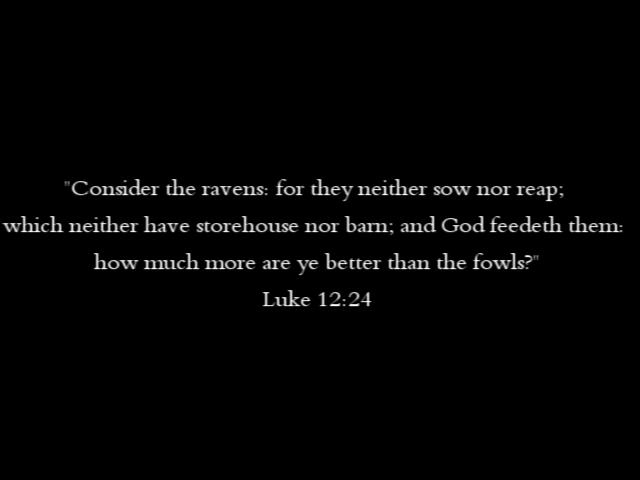 "Consider the ravens: for they neither sow nor reap;
which neither have storehouse nor barn; and God feedeth them:
how much more are ye better than the fowls?"
Luke 12:24